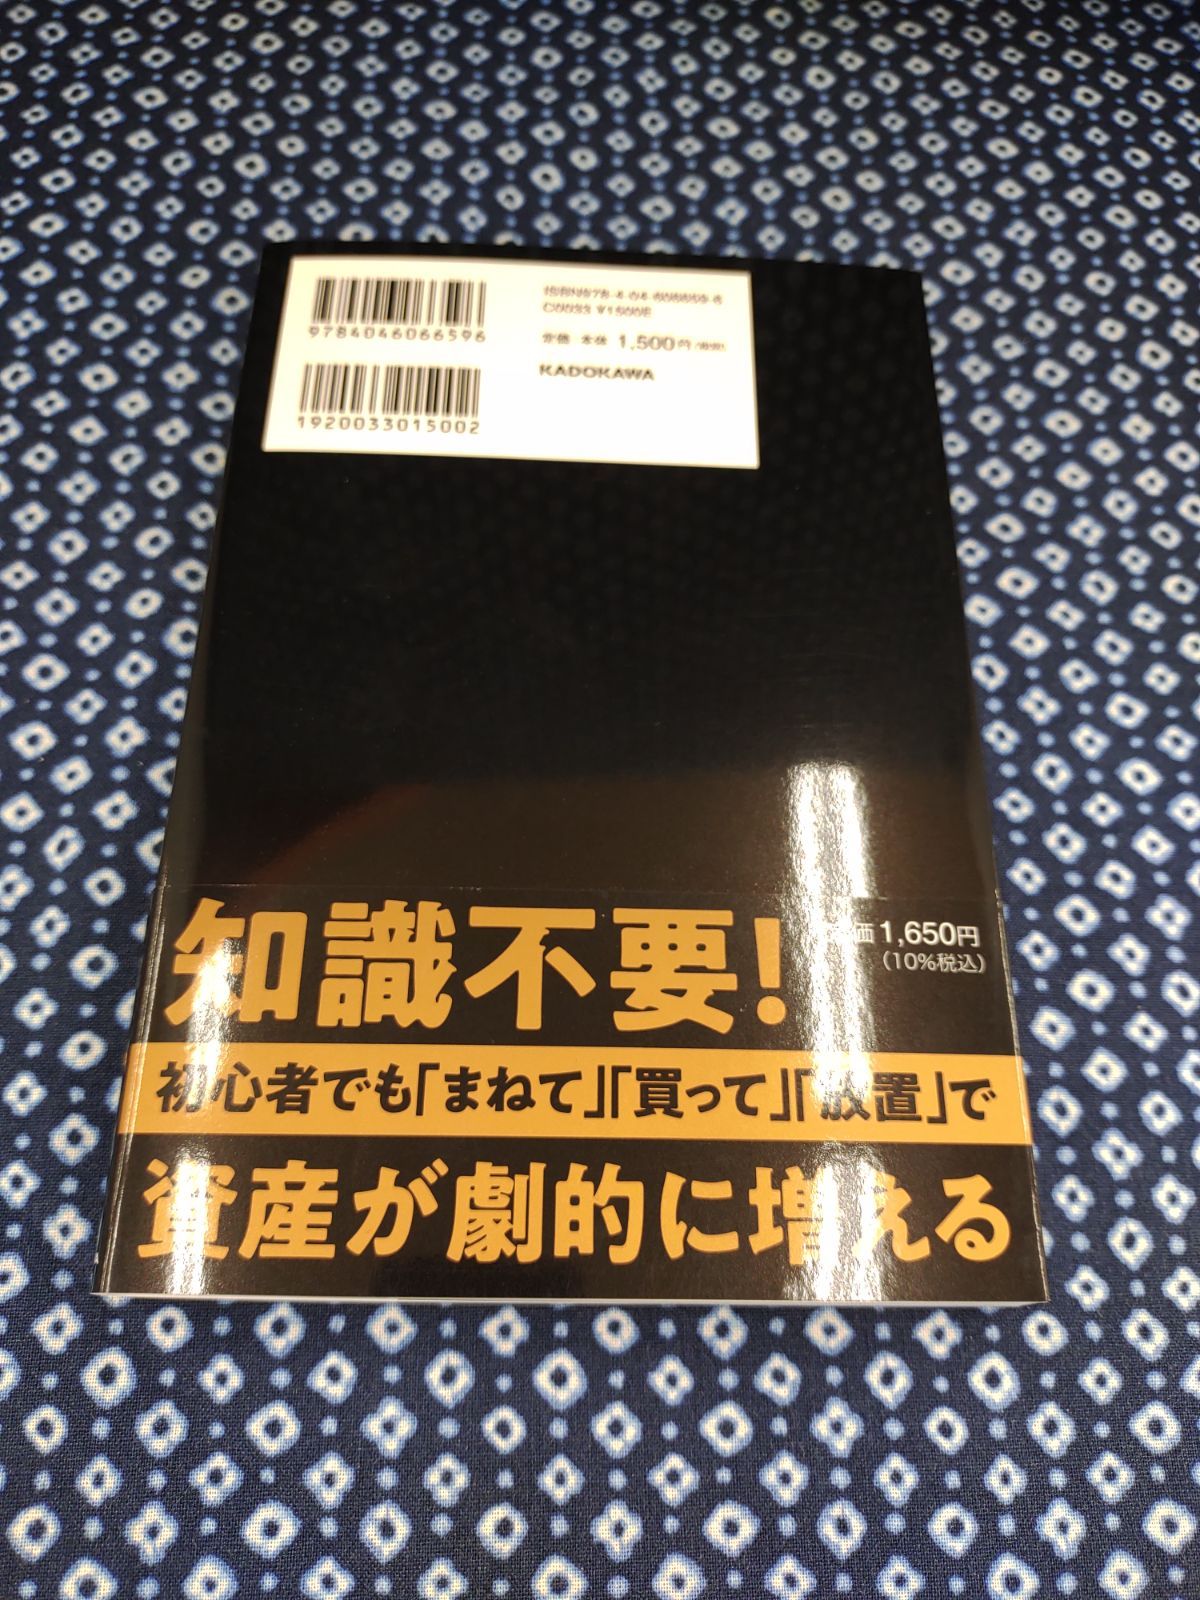 9784046066596
1920033015002
ISBN978-4-04-606659-6
C0033 ¥1500E
定価 本体 1,500円(税別)
KADOKAWA
知識不要!
価1,650円
(10%税込)
初心者でも「まねて」「買って」「放置」で
資産が劇的に増える